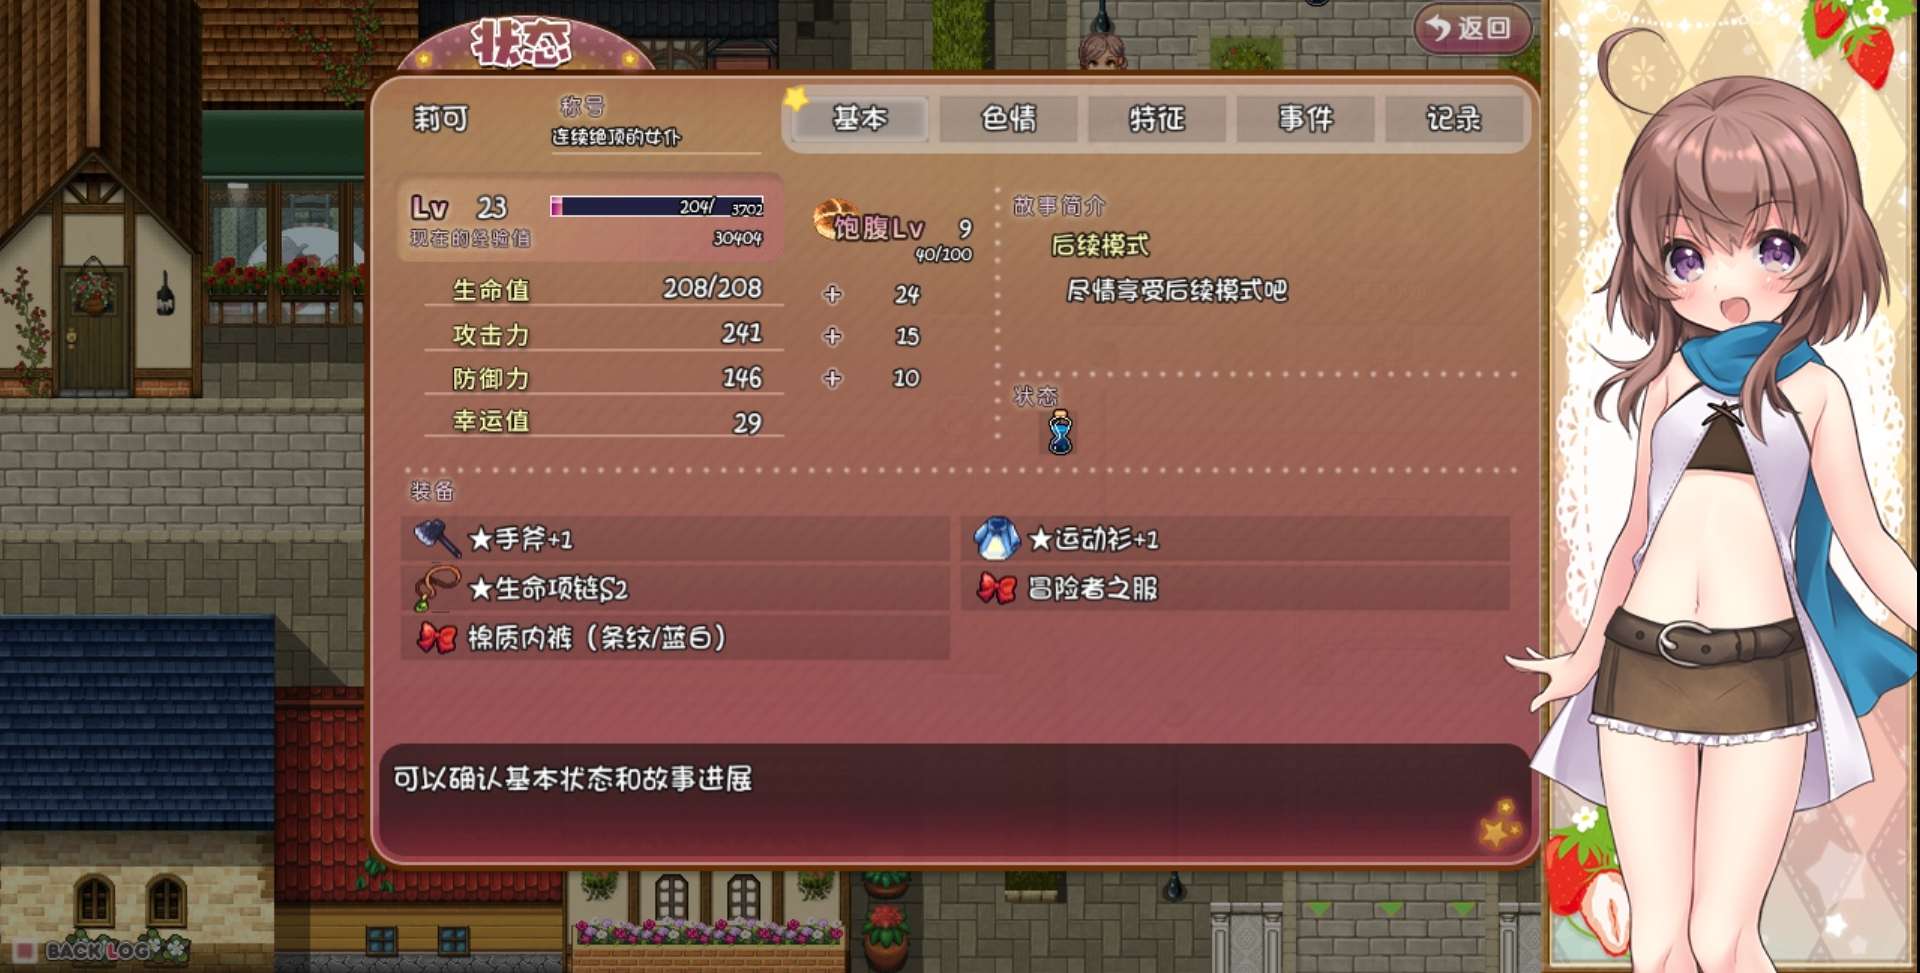 状态
返回
莉可
称号
连续绝顶的女仆
基本
色情
特征
事件
记录
Lv 23
204/3702
现在的经验值 30404
饱腹Lv 9
40/100
生命值 208/208 + 24
攻击力 241 + 15
防御力 146 + 10
幸运值 29
故事简介
后续模式
尽情享受后续模式吧
状态
装备
★手斧+1
★运动衫+1
★生命项链S2
冒险者之服
棉质内裤（条纹/蓝白）
可以确认基本状态和故事进展
BACK LOG